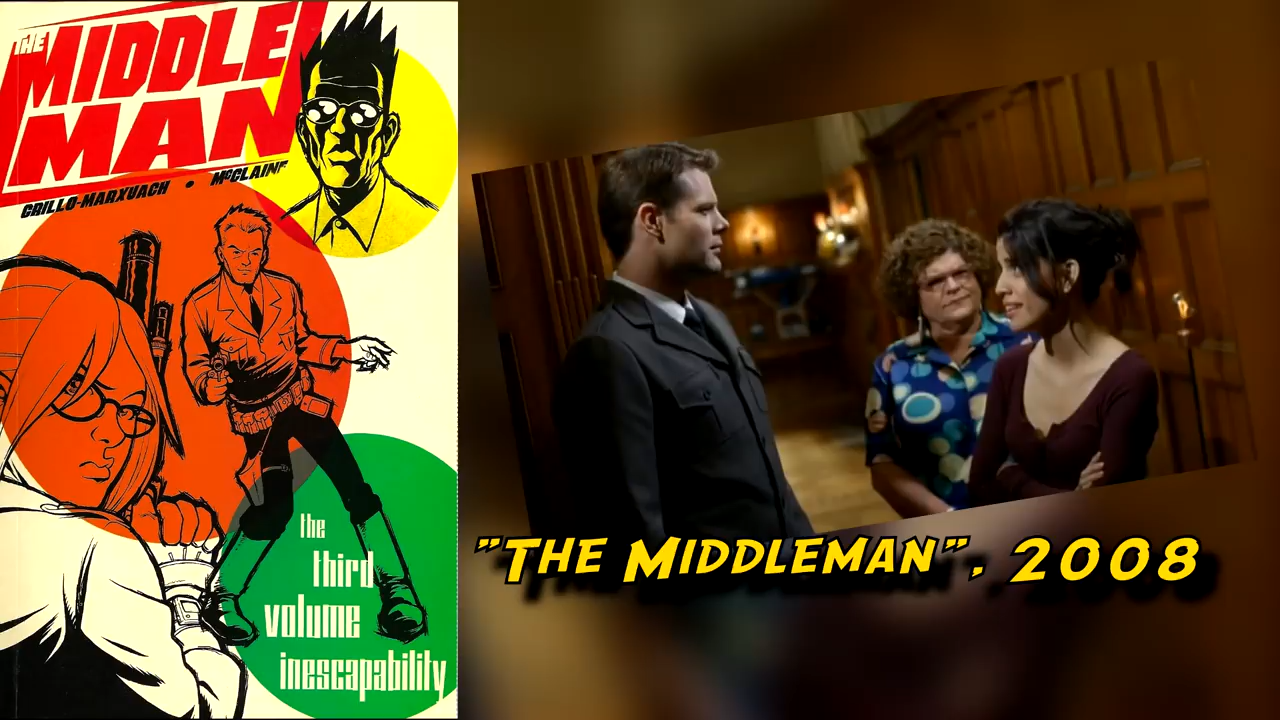 THE
MIDDLE
MAN
GRILLO-MARXUACH • McCLAINE
the
third
volume
inescapability
"THE MIDDLEMAN", 2008